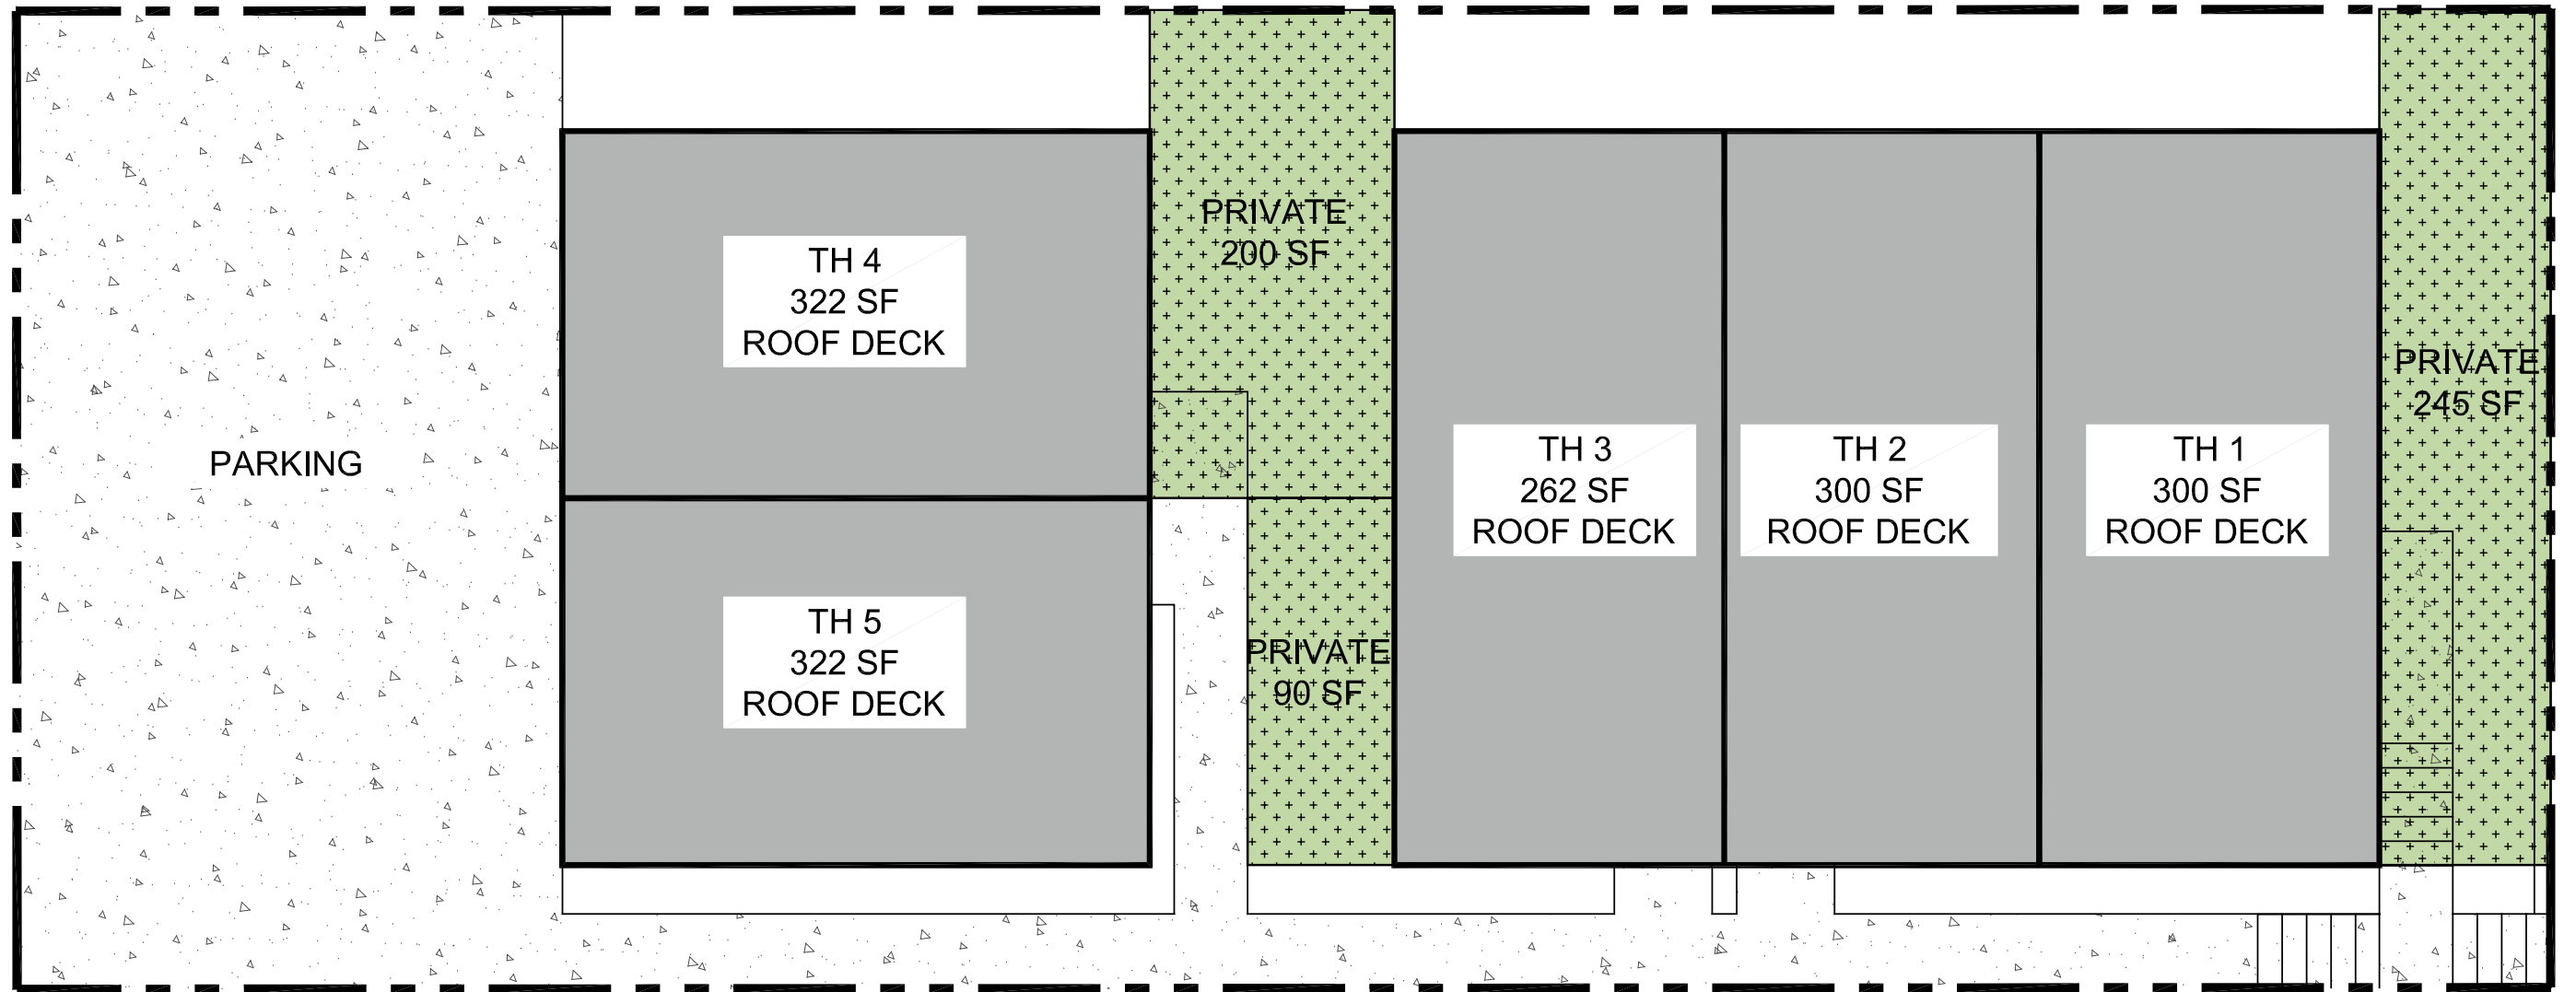 PRIVATE
200 SF
TH 4
322 SF
ROOF DECK
PRIVATE
245 SF
PARKING
TH 3
262 SF
ROOF DECK
TH 2
300 SF
ROOF DECK
TH 1
300 SF
ROOF DECK
TH 5
322 SF
ROOF DECK
PRIVATE
90 SF